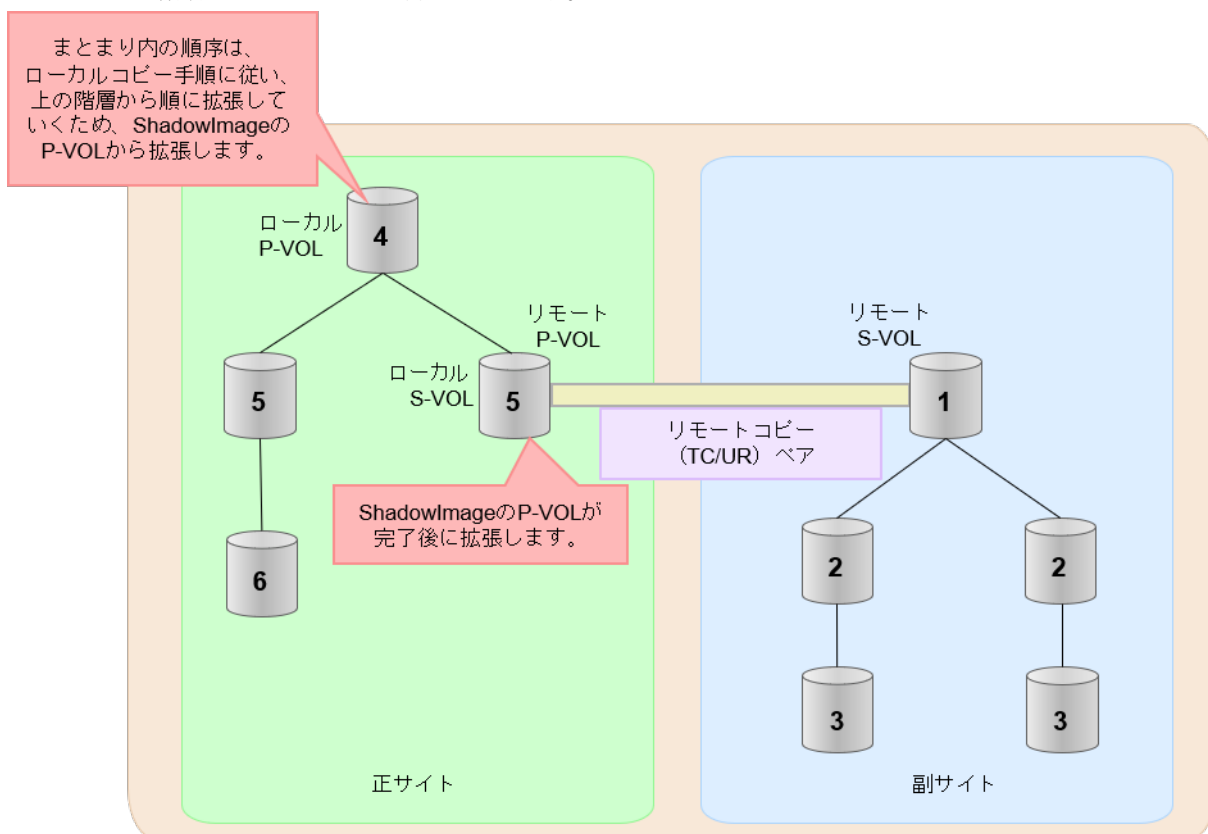 まとまり内の順序は、
ローカルコピー手順に従い、
上の階層から順に拡張して
いくため、ShadowImageの
P-VOLから拡張します。
ローカル
P-VOL
4
リモート
P-VOL
リモート
S-VOL
5
ローカル
S-VOL
5
1
リモートコピー
（TC/UR）ペア
ShadowImageのP-VOLが
完了後に拡張します。
6
2
2
3
3
正サイト
副サイト